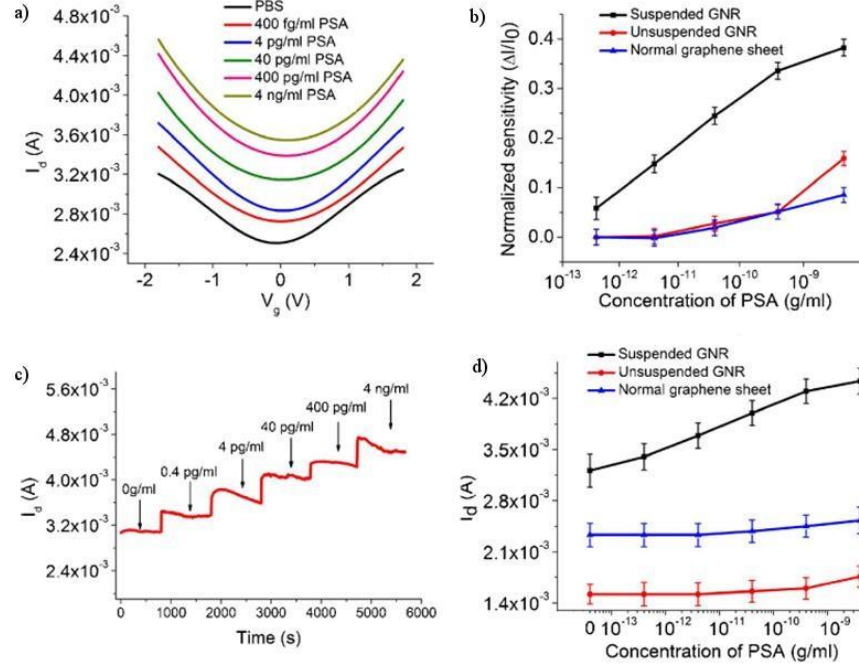 a)
PBS
400 fg/ml PSA
4 pg/ml PSA
40 pg/ml PSA
400 pg/ml PSA
4 ng/ml PSA
4.8x10⁻³
4.4x10⁻³
4.0x10⁻³
3.6x10⁻³
3.2x10⁻³
2.8x10⁻³
2.4x10⁻³
I_d (A)
-2 -1 0 1 2
V_g (V)
b)
Suspended GNR
Unsuspended GNR
Normal graphene sheet
Normalized sensitivity (ΔI/I₀)
0.4
0.3
0.2
0.1
0.0
10⁻¹³ 10⁻¹² 10⁻¹¹ 10⁻¹⁰ 10⁻⁹
Concentration of PSA (g/ml)
c)
5.6x10⁻³
4.8x10⁻³
4.0x10⁻³
3.2x10⁻³
2.4x10⁻³
I_d (A)
0g/ml
0.4 pg/ml
4 pg/ml
40 pg/ml
400 pg/ml
4 ng/ml
0 1000 2000 3000 4000 5000 6000
Time (s)
d)
Suspended GNR
Unsuspended GNR
Normal graphene sheet
4.2x10⁻³
3.5x10⁻³
2.8x10⁻³
2.1x10⁻³
1.4x10⁻³
I_d (A)
0 10⁻¹³ 10⁻¹² 10⁻¹¹ 10⁻¹⁰ 10⁻⁹
Concentration of PSA (g/ml)